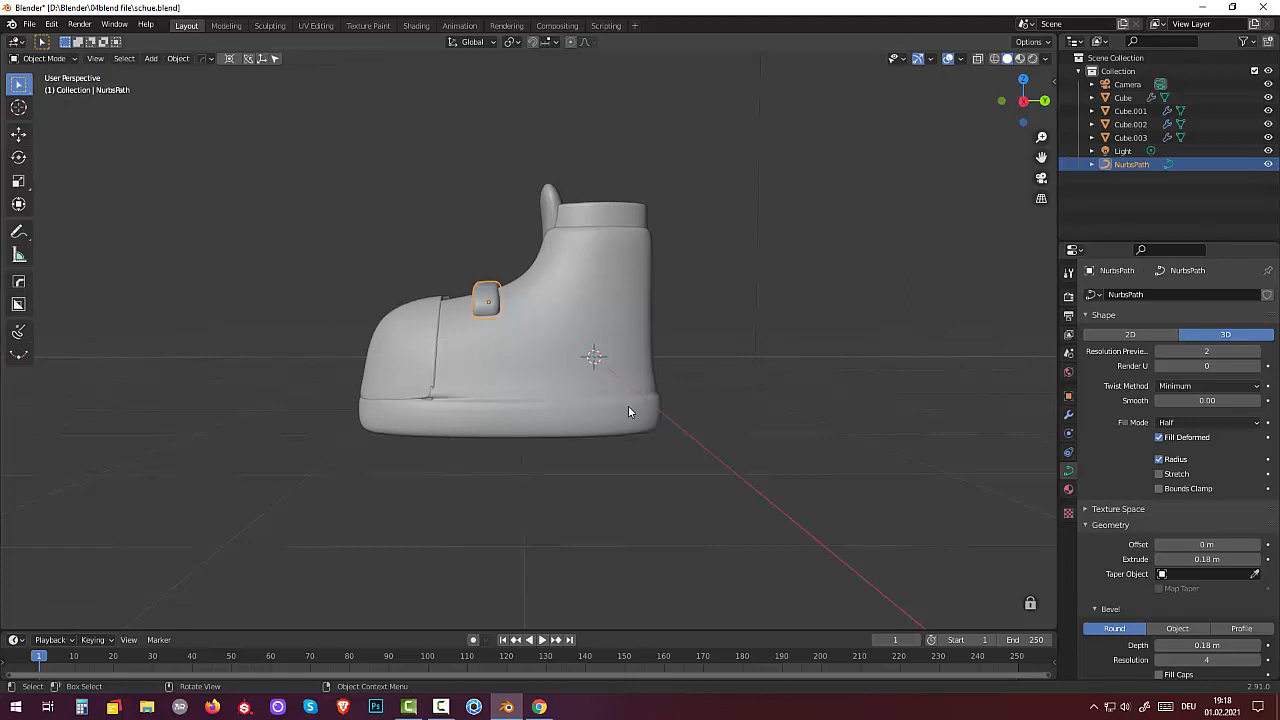 Blender* [D:\Blender\04blend file\schue.blend]
File Edit Render Window Help Layout Modeling Sculpting UV Editing Texture Paint Shading Animation Rendering Compositing Scripting + Scene View Layer
Global Options
Object Mode View Select Add Object
User Perspective
(1) Collection | NurbsPath
Z
Y
Scene Collection
Collection
Camera
Cube
Cube.001
Cube.002
Cube.003
Light
NurbsPath
NurbsPath NurbsPath
NurbsPath
Shape
2D 3D
Resolution Previe... 2
Render U 0
Twist Method Minimum
Smooth 0.00
Fill Mode Half
Fill Deformed
Radius
Stretch
Bounds Clamp
Texture Space
Geometry
Offset 0 m
Extrude 0.18 m
Taper Object
Map Taper
Bevel
Round Object Profile
Depth 0.18 m
Resolution 4
Fill Caps
Playback Keying View Marker 1 Start 1 End 250
1 10 20 30 40 50 60 70 80 90 100 110 120 130 140 150 160 170 180 190 200 210 220 230 240 250
Select Box Select Rotate View Object Context Menu 2.91.0
Ps DEU 19:18
01.02.2021